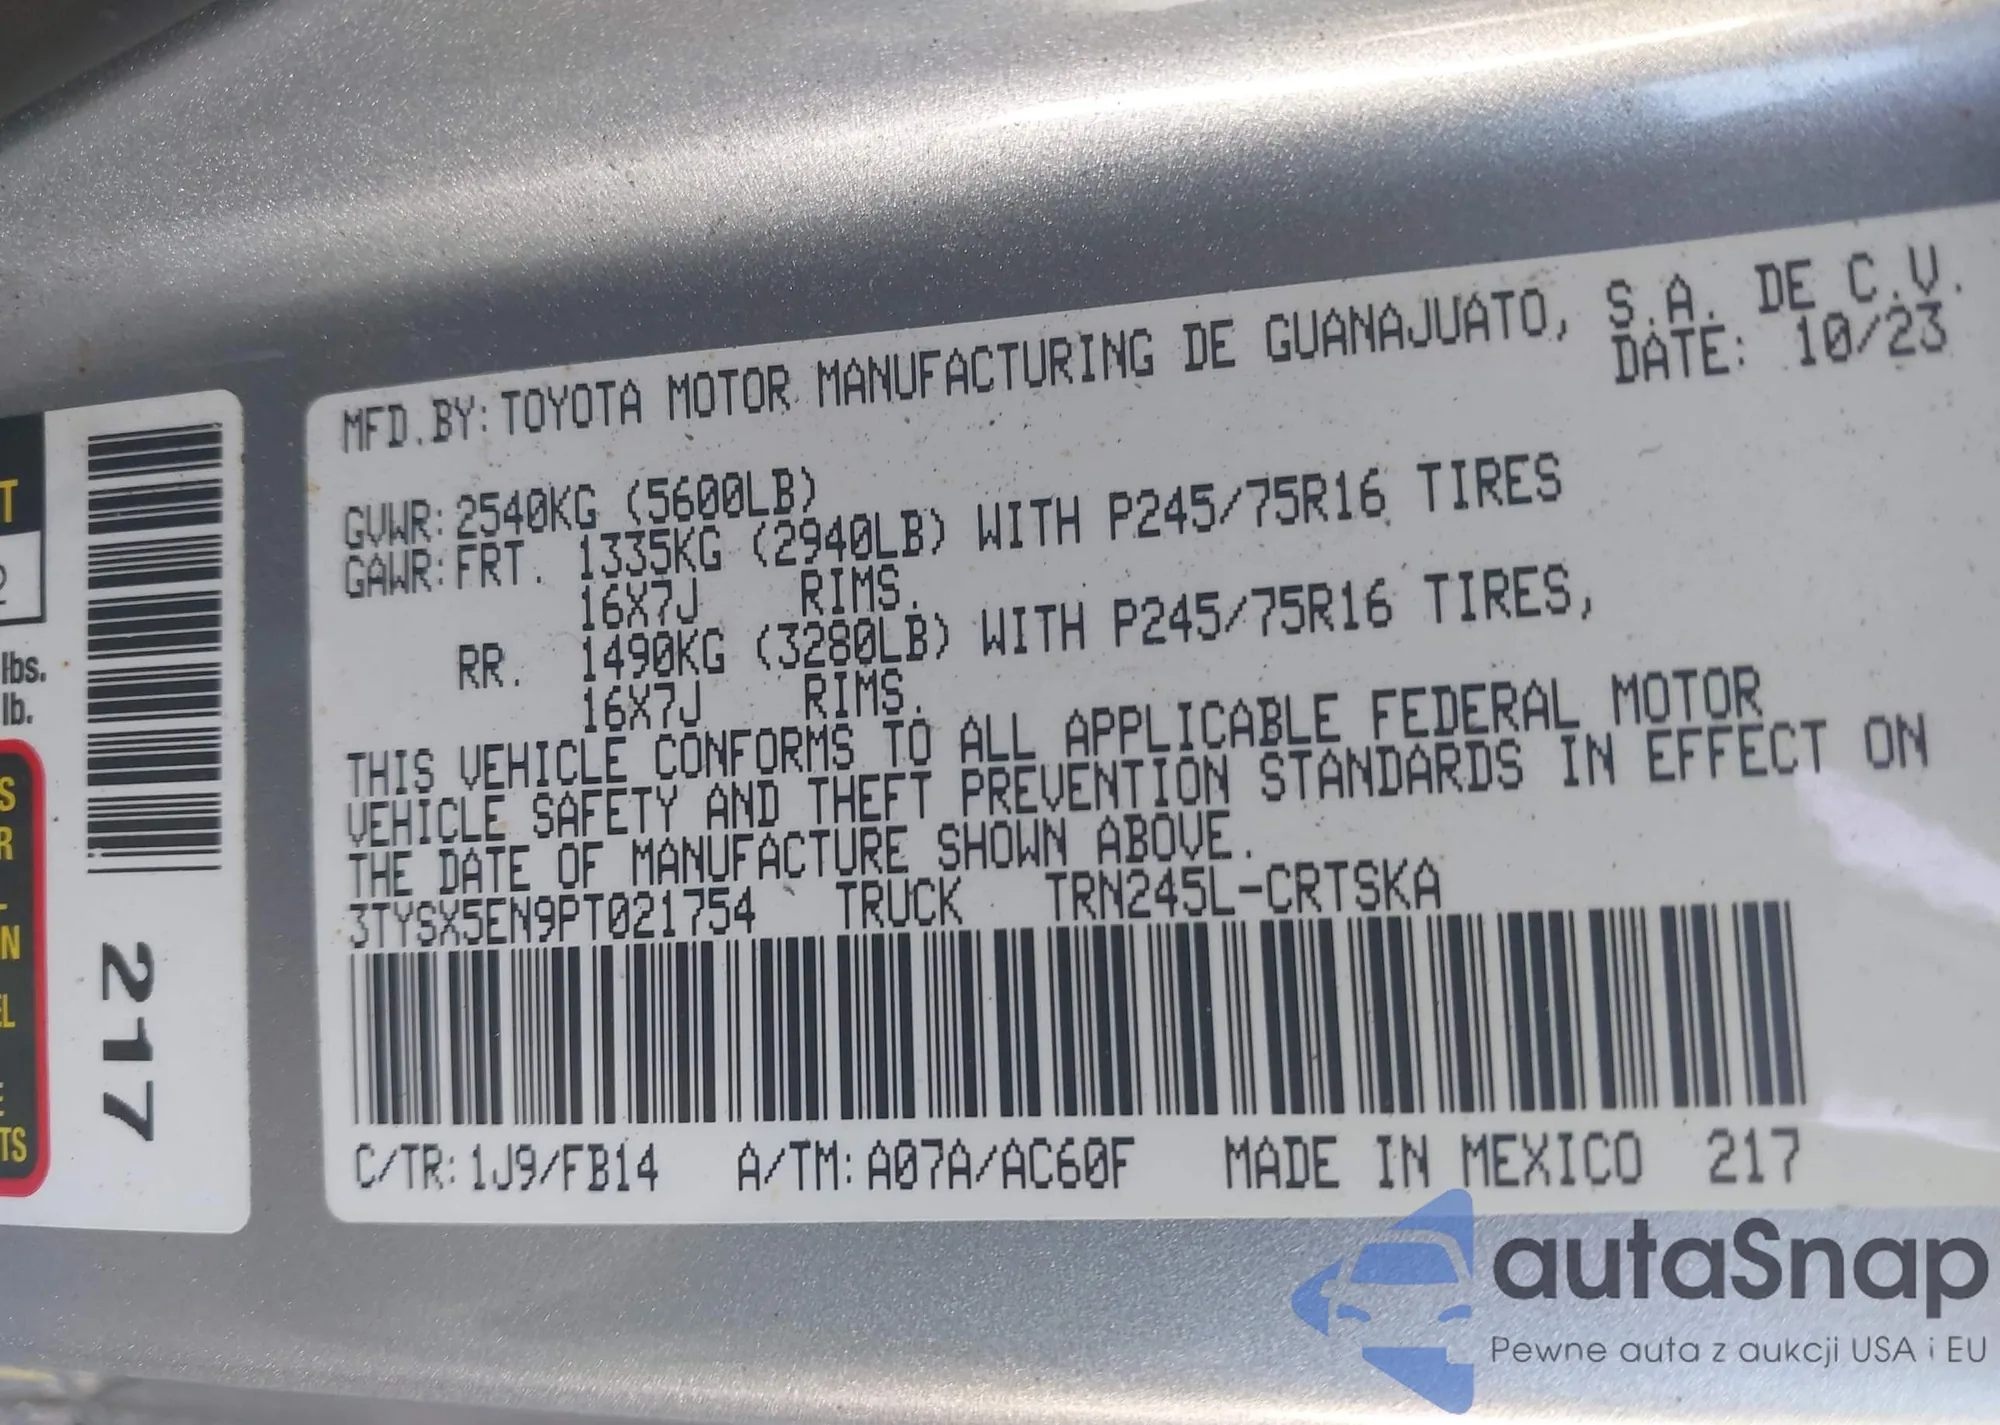 MFD.BY: TOYOTA MOTOR MANUFACTURING DE GUANAJUATO, S.A. DE C.V.
DATE: 10/23
GVWR: 2540KG (5600LB)
GAWR: FRT. 1335KG (2940LB) WITH P245/75R16 TIRES
16X7J RIMS.
RR. 1490KG (3280LB) WITH P245/75R16 TIRES,
16X7J RIMS.
THIS VEHICLE CONFORMS TO ALL APPLICABLE FEDERAL MOTOR
VEHICLE SAFETY AND THEFT PREVENTION STANDARDS IN EFFECT ON
THE DATE OF MANUFACTURE SHOWN ABOVE.
3TYSX5EN9PT021754 TRUCK TRN245L-CRTSKA
C/TR: 1J9/FB14 A/TM: A07A/AC60F MADE IN MEXICO 217
217
lbs.
lb.
autaSnap
Pewne auta z aukcji USA i EU